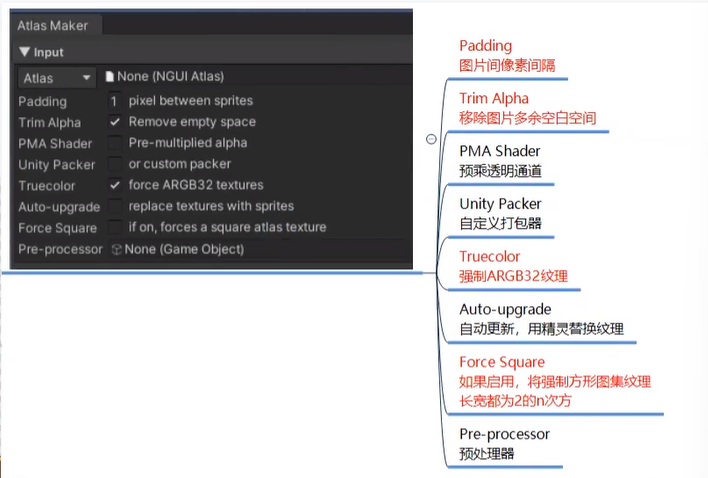 Atlas Maker
▼ Input
Atlas
None (NGUI Atlas)
Padding 1 pixel between sprites
Trim Alpha Remove empty space
PMA Shader Pre-multiplied alpha
Unity Packer or custom packer
Truecolor force ARGB32 textures
Auto-upgrade replace textures with sprites
Force Square if on, forces a square atlas texture
Pre-processor None (Game Object)
Padding
图片间像素间隔
Trim Alpha
移除图片多余空白空间
PMA Shader
预乘透明通道
Unity Packer
自定义打包器
Truecolor
强制ARGB32纹理
Auto-upgrade
自动更新，用精灵替换纹理
Force Square
如果启用，将强制方形图集纹理
长宽都为2的n次方
Pre-processor
预处理器